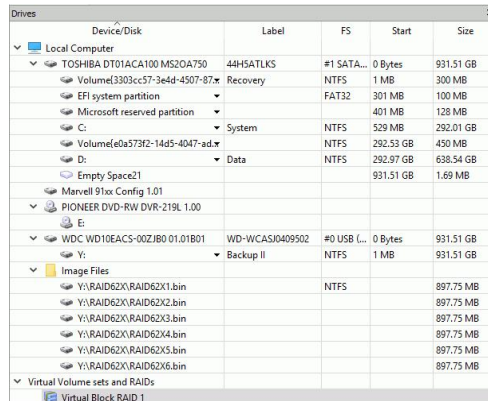 Drives
Device/Disk Label FS Start Size
Local Computer
TOSHIBA DT01ACA100 MS2OA750 44H5ATLKS #1 SATA... 0 Bytes 931.51 GB
Volume{3303cc57-3e4d-4507-87... Recovery NTFS 1 MB 300 MB
EFI system partition FAT32 301 MB 100 MB
Microsoft reserved partition 401 MB 128 MB
C: System NTFS 529 MB 292.01 GB
Volume{e0a573f2-14d5-4047-ad... NTFS 292.53 GB 450 MB
D: Data NTFS 292.97 GB 638.54 GB
Empty Space21 931.51 GB 1.69 MB
Marvell 91xx Config 1.01
PIONEER DVD-RW DVR-219L 1.00
E:
WDC WD10EACS-00ZJB0 01.01B01 WD-WCASJ0409502 #0 USB (... 0 Bytes 931.51 GB
Y: Backup II NTFS 1 MB 931.51 GB
Image Files
Y:\RAID62X\RAID62X1.bin NTFS 897.75 MB
Y:\RAID62X\RAID62X2.bin 897.75 MB
Y:\RAID62X\RAID62X3.bin 897.75 MB
Y:\RAID62X\RAID62X4.bin 897.75 MB
Y:\RAID62X\RAID62X5.bin 897.75 MB
Y:\RAID62X\RAID62X6.bin 897.75 MB
Virtual Volume sets and RAIDs
Virtual Block RAID 1